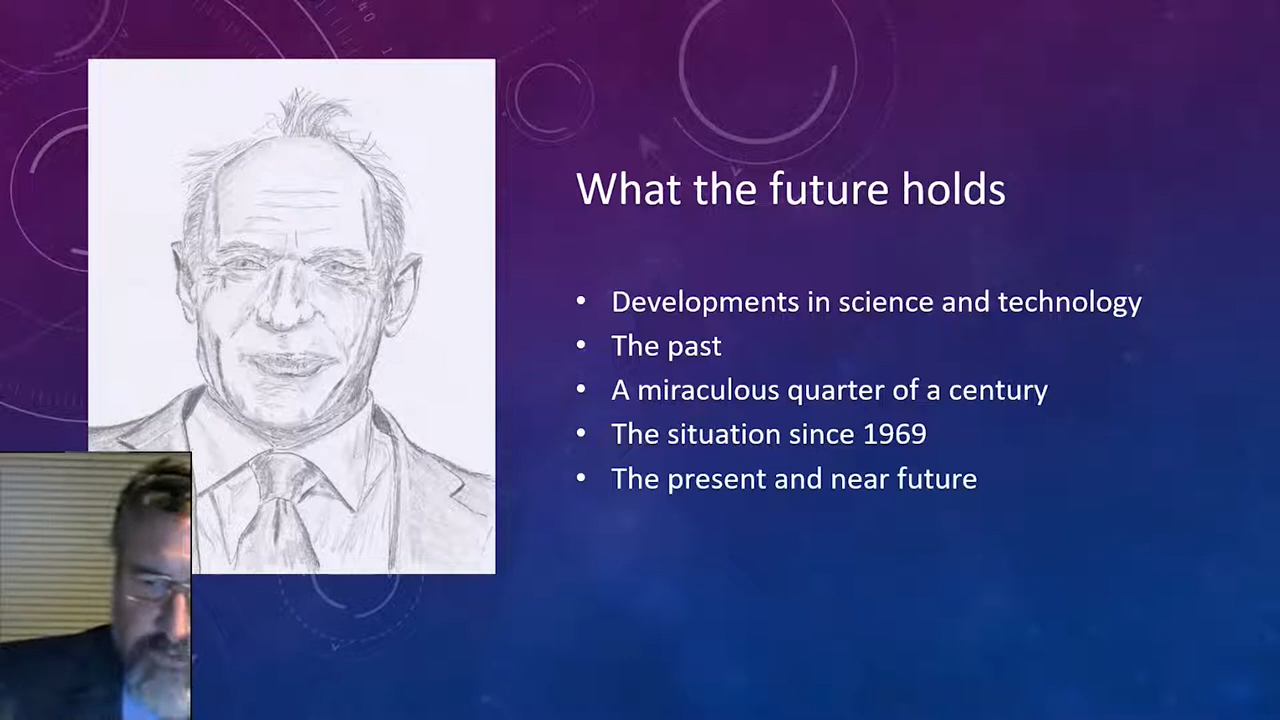 What the future holds
• Developments in science and technology
• The past
• A miraculous quarter of a century
• The situation since 1969
• The present and near future